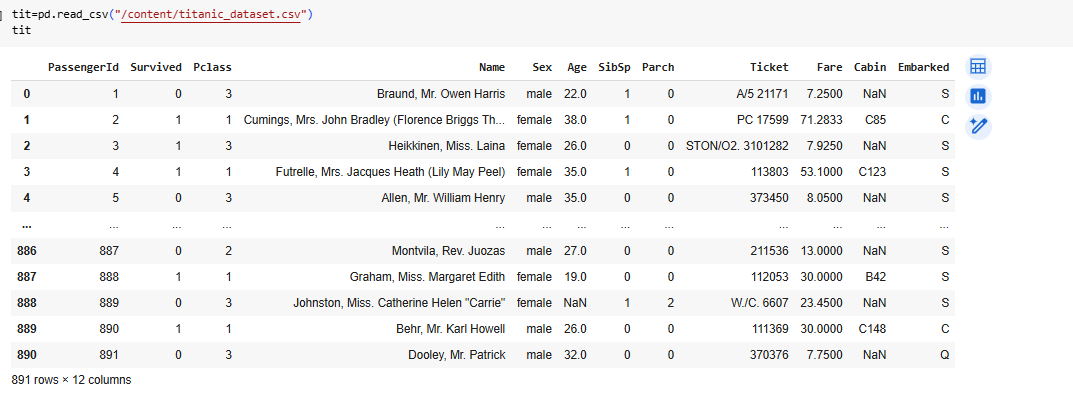 tit=pd.read_csv("/content/titanic_dataset.csv")
tit
PassengerId Survived Pclass Name Sex Age SibSp Parch Ticket Fare Cabin Embarked
0 1 0 3 Braund, Mr. Owen Harris male 22.0 1 0 A/5 21171 7.2500 NaN S
1 2 1 1 Cumings, Mrs. John Bradley (Florence Briggs Th... female 38.0 1 0 PC 17599 71.2833 C85 C
2 3 1 3 Heikkinen, Miss. Laina female 26.0 0 0 STON/O2. 3101282 7.9250 NaN S
3 4 1 1 Futrelle, Mrs. Jacques Heath (Lily May Peel) female 35.0 1 0 113803 53.1000 C123 S
4 5 0 3 Allen, Mr. William Henry male 35.0 0 0 373450 8.0500 NaN S
... ... ... ... ... ... ... ... ... ... ... ... ...
886 887 0 2 Montvila, Rev. Juozas male 27.0 0 0 211536 13.0000 NaN S
887 888 1 1 Graham, Miss. Margaret Edith female 19.0 0 0 112053 30.0000 B42 S
888 889 0 3 Johnston, Miss. Catherine Helen "Carrie" female NaN 1 2 W./C. 6607 23.4500 NaN S
889 890 1 1 Behr, Mr. Karl Howell male 26.0 0 0 111369 30.0000 C148 C
890 891 0 3 Dooley, Mr. Patrick male 32.0 0 0 370376 7.7500 NaN Q
891 rows × 12 columns